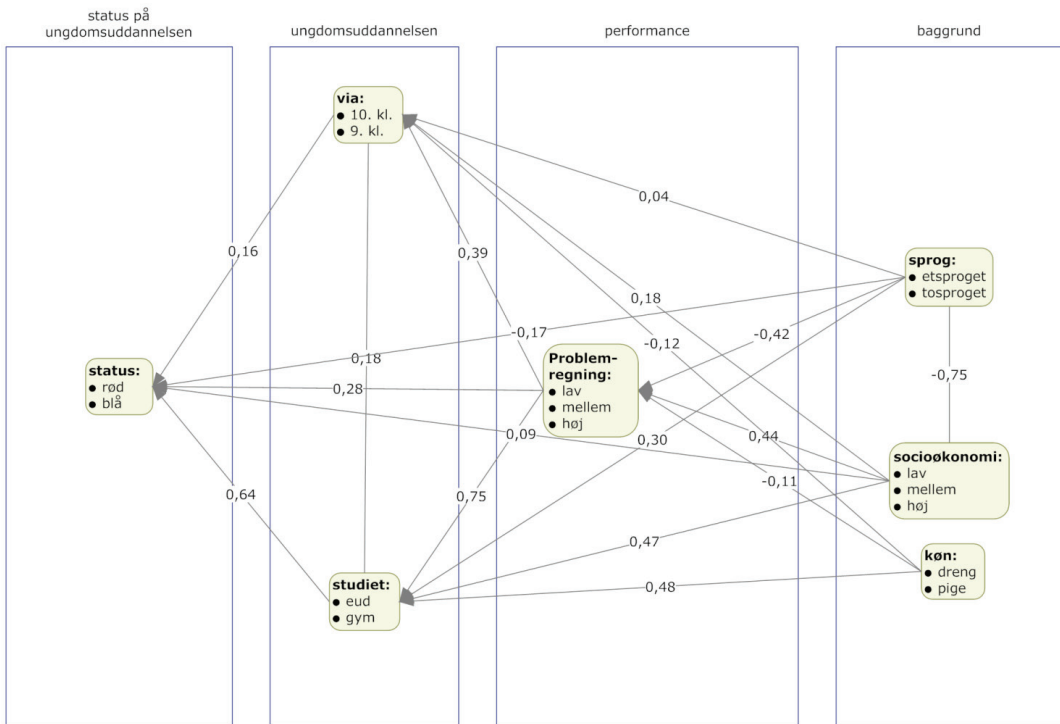 status på
ungdomsuddannelsen
ungdomsuddannelsen
performance
baggrund
via:
● 10. kl.
● 9. kl.
0,04
0,16
0,39
sprog:
● etsproget
● tosproget
0,18
-0,17
-0,42
-0,12
0,18
status:
● rød
● blå
Problem-
regning:
● lav
● mellem
● høj
0,28
-0,75
0,09
0,30
0,44
socioøkonomi:
● lav
● mellem
● høj
0,64
0,75
-0,11
0,47
køn:
● dreng
● pige
studiet:
● eud
● gym
0,48